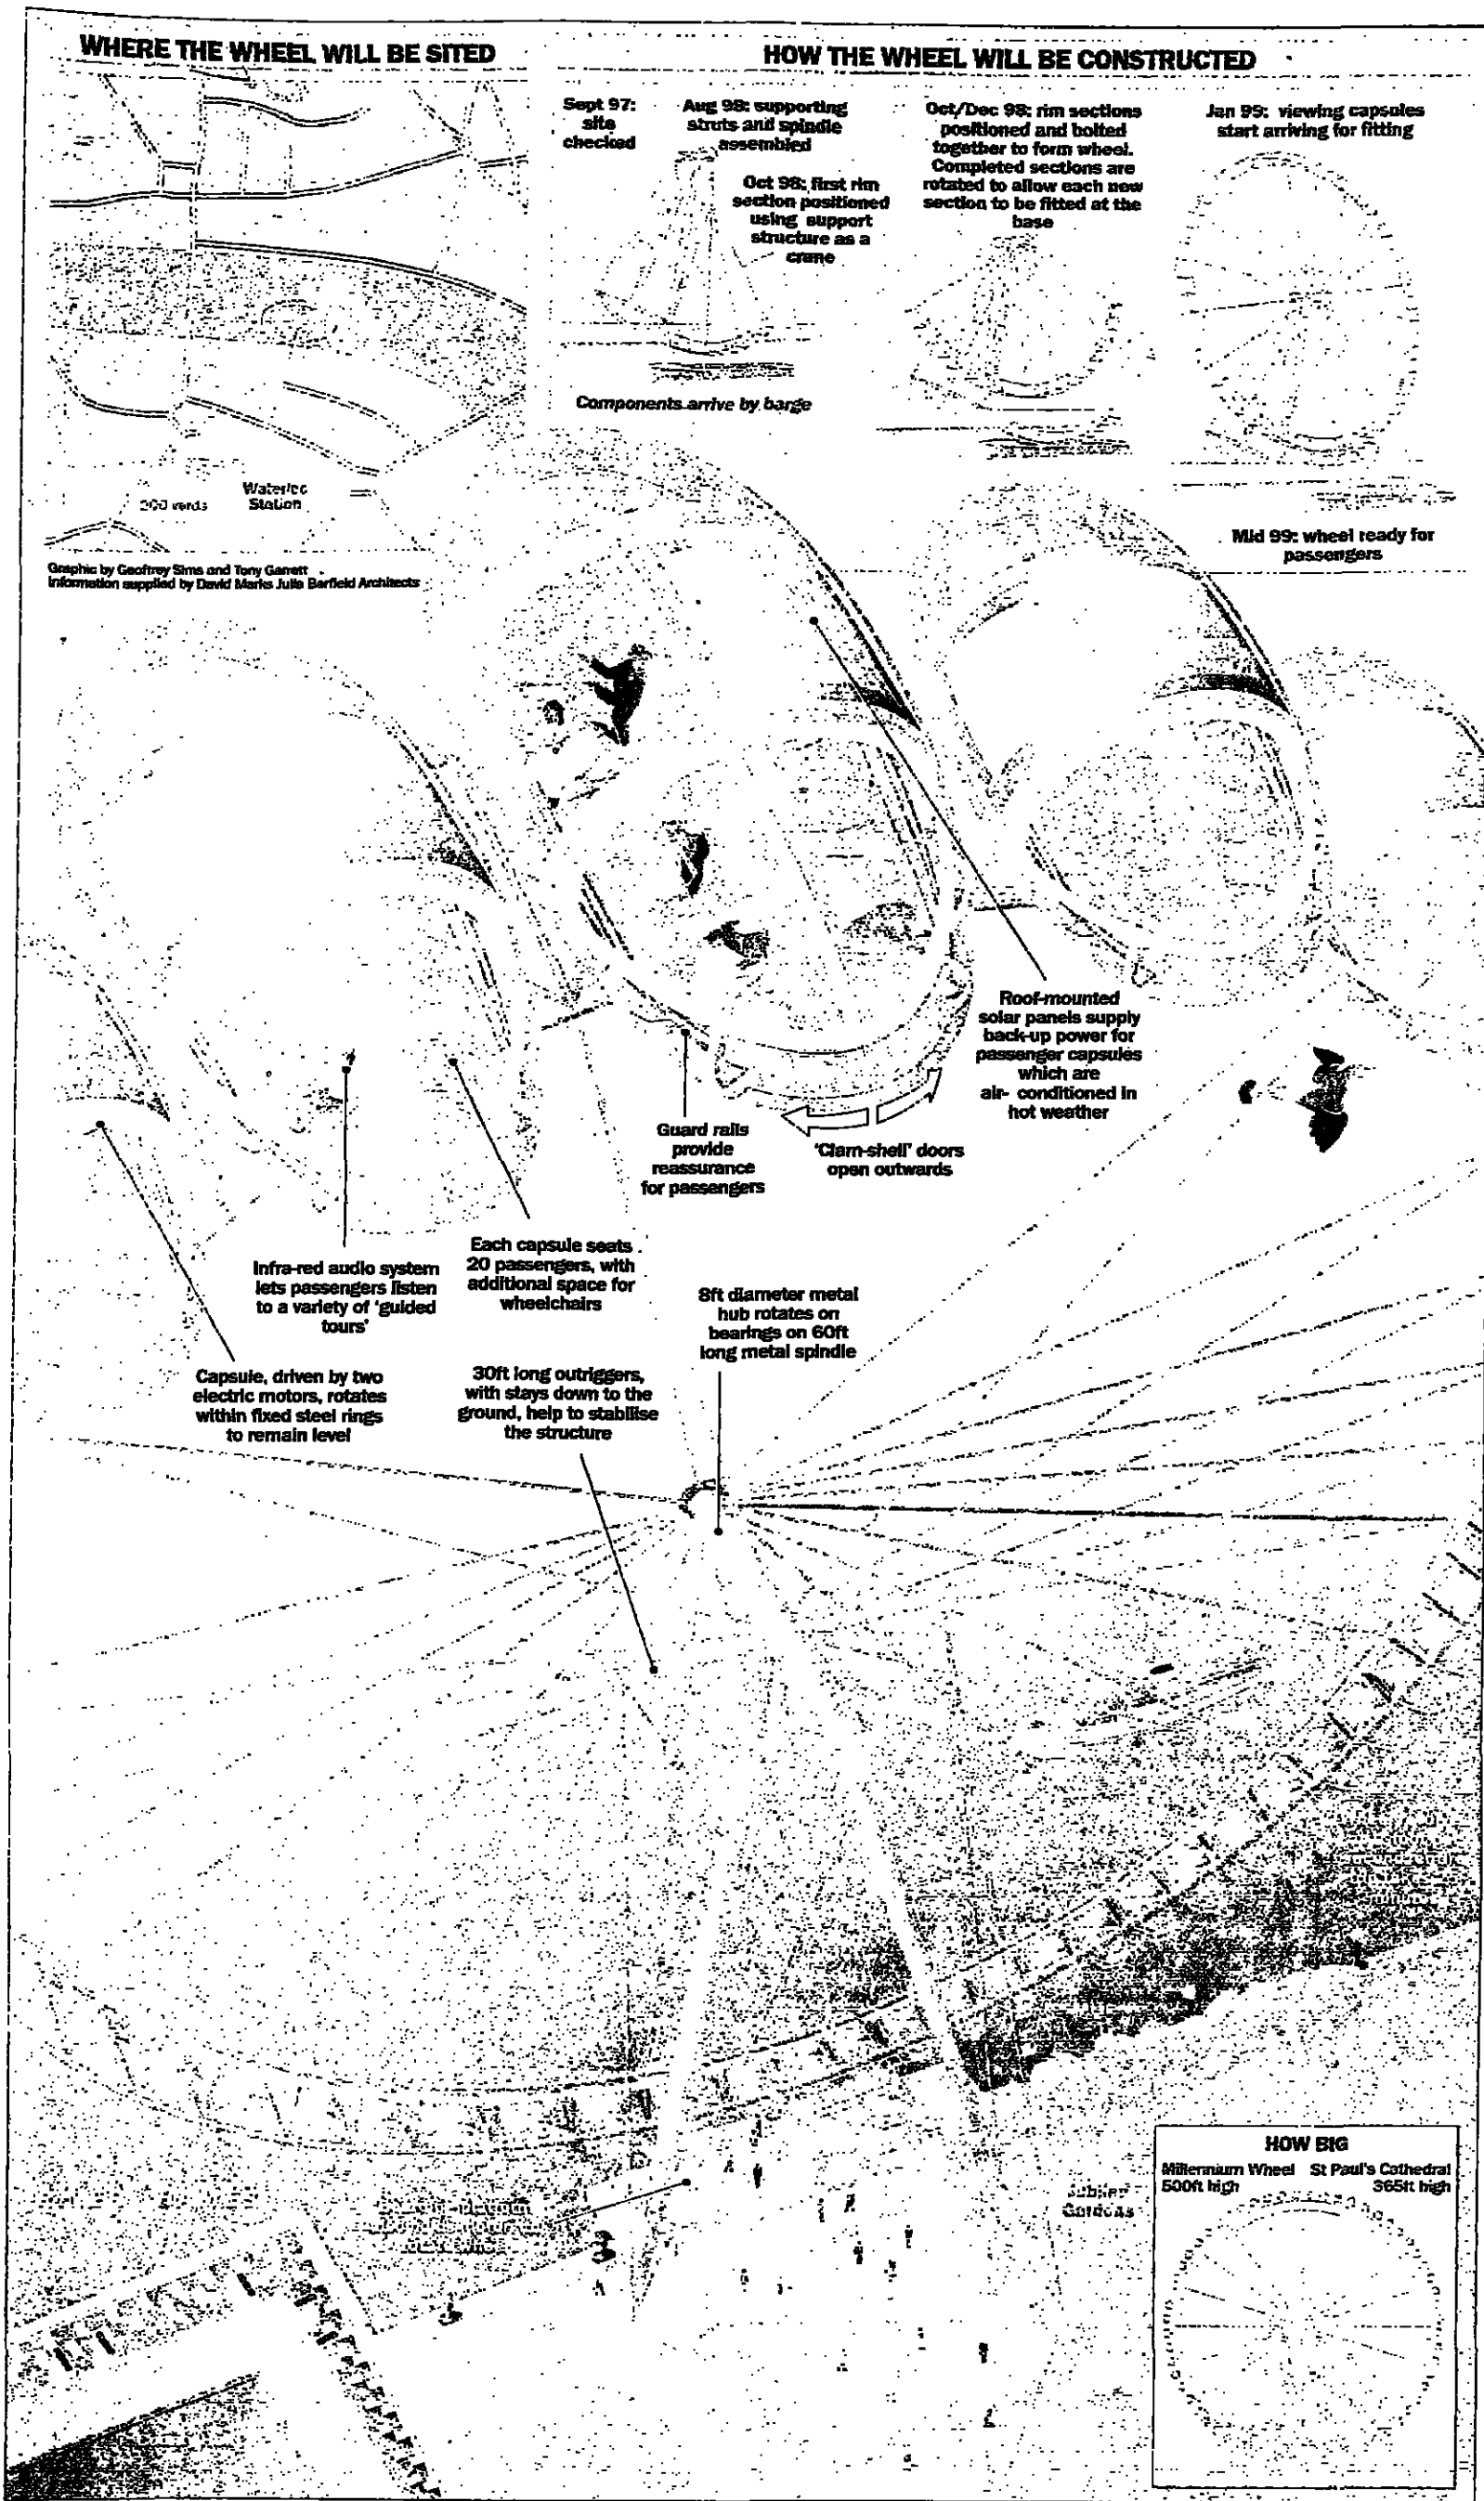 WHERE THE WHEEL WILL BE SITED
200 yards
Waterloo
Station
Graphic by Geoffrey Sims and Tony Garrett
Information supplied by David Marks Julia Barfield Architects
HOW THE WHEEL WILL BE CONSTRUCTED
Sept 97:
site
checked
Aug 98: supporting
struts and spindle
assembled
Oct 98: first rim
section positioned
using support
structure as a
crane
Components arrive by barge
Oct/Dec 98: rim sections
positioned and bolted
together to form wheel.
Completed sections are
rotated to allow each new
section to be fitted at the
base
Jan 99: viewing capsules
start arriving for fitting
Mid 99: wheel ready for
passengers
Roof-mounted
solar panels supply
back-up power for
passenger capsules
which are
air- conditioned in
hot weather
Guard rails
provide
reassurance
for passengers
'Clam-shell' doors
open outwards
Infra-red audio system
lets passengers listen
to a variety of 'guided
tours'
Each capsule seats
20 passengers, with
additional space for
wheelchairs
8ft diameter metal
hub rotates on
bearings on 60ft
long metal spindle
Capsule, driven by two
electric motors, rotates
within fixed steel rings
to remain level
30ft long outriggers,
with stays down to the
ground, help to stabilise
the structure
Jubilee
Gardens
HOW BIG
Millennium Wheel
500ft high
St Paul's Cathedral
365ft high